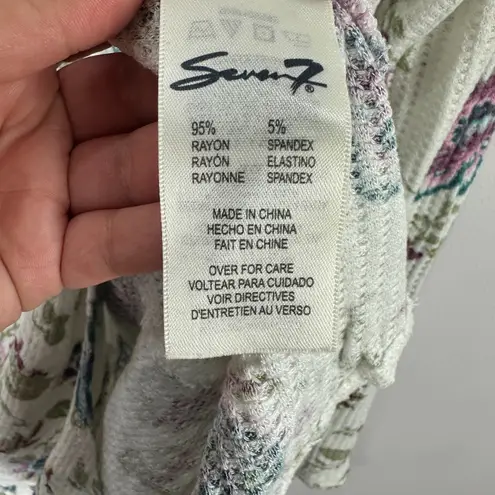 Seven7®
95% 5%
RAYON SPANDEX
RAYÓN ELASTINO
RAYONNE SPANDEX
MADE IN CHINA
HECHO EN CHINA
FAIT EN CHINE
OVER FOR CARE
VOLTEAR PARA CUIDADO
VOIR DIRECTIVES
D'ENTRETIEN AU VERSO